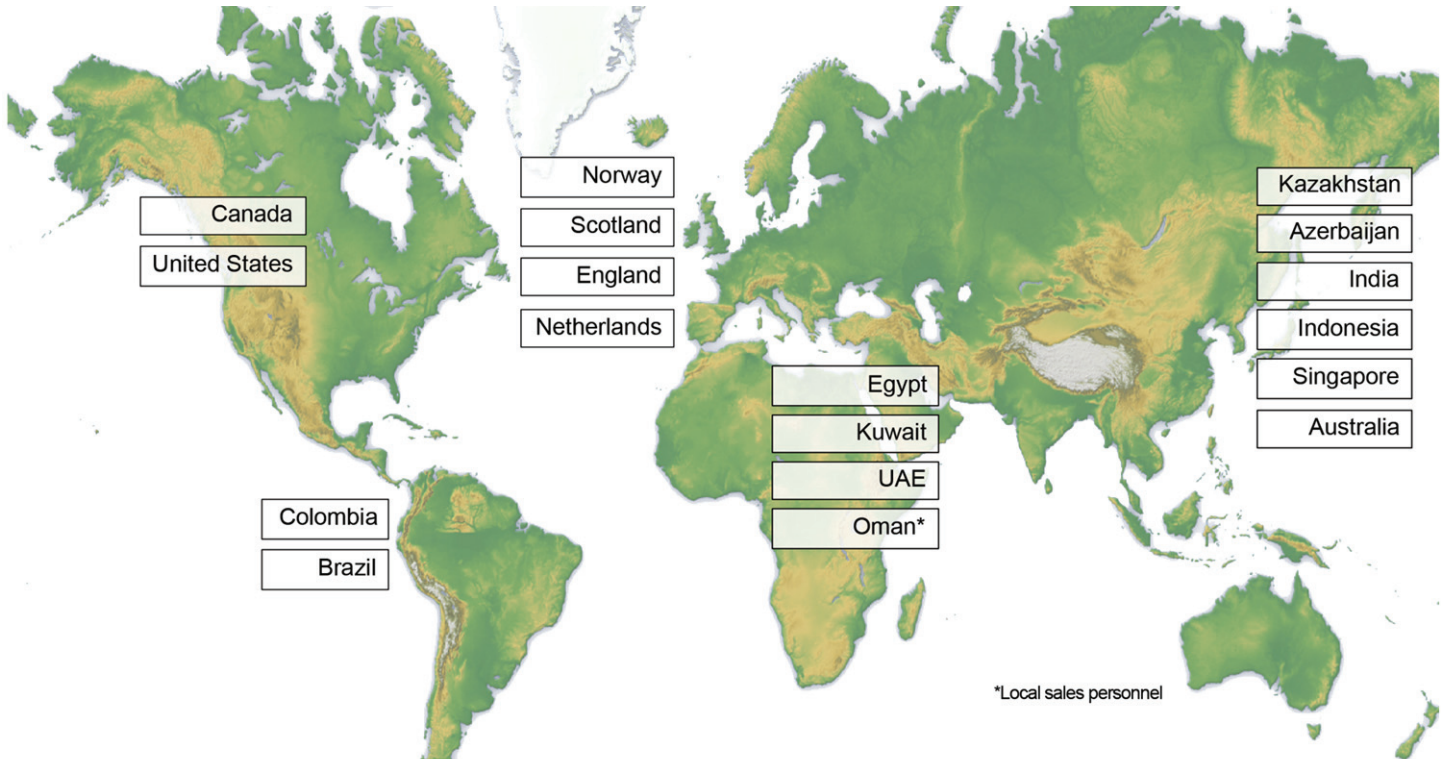 Canada
United States
Norway
Scotland
England
Netherlands
Kazakhstan
Azerbaijan
India
Indonesia
Singapore
Australia
Egypt
Kuwait
UAE
Oman*
Colombia
Brazil
*Local sales personnel